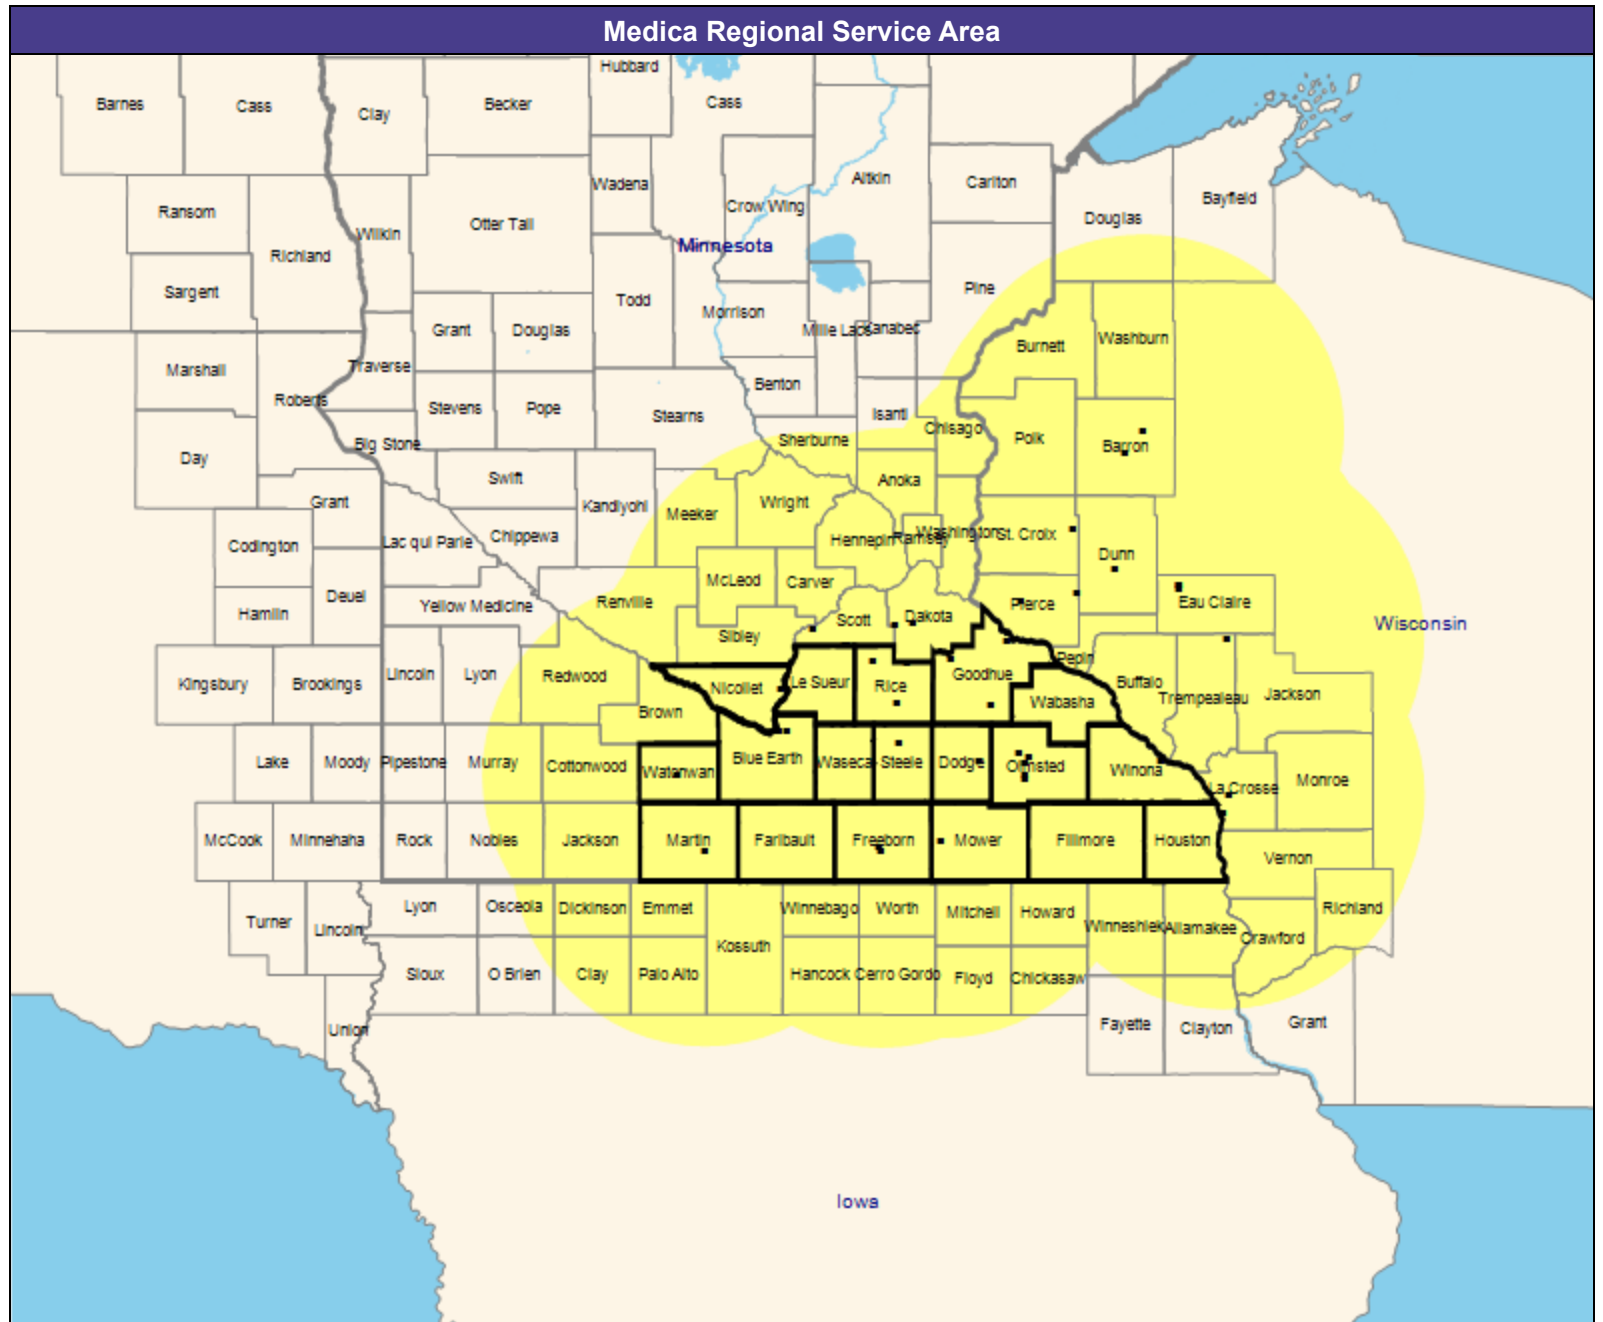 Medica Regional Service Area
Hubbard
Barnes
Cass
Clay
Becker
Cass
Wadena
Aitkin
Carlton
Ransom
Crow Wing
Bayfield
Douglas
Otter Tail
Wilkin
Minnesota
Richland
Sargent
Pine
Todd
Morrison
Grant
Douglas
Mille Lacs
Kanabec
Washburn
Burnett
Marshall
Traverse
Benton
Roberts
Stevens
Pope
Stearns
Isanti
Chisago
Polk
Barron
Big Stone
Sherburne
Day
Swift
Anoka
Grant
Kandiyohi
Meeker
Wright
Codington
Lac qui Parle
Chippewa
Hennepin
Ramsey
Washington
St. Croix
Dunn
McLeod
Carver
Deuel
Hamlin
Yellow Medicine
Renville
Scott
Dakota
Pierce
Eau Claire
Wisconsin
Sibley
Pepin
Kingsbury
Brookings
Lincoln
Lyon
Redwood
Nicollet
Le Sueur
Rice
Goodhue
Wabasha
Buffalo
Trempealeau
Jackson
Brown
Lake
Moody
Pipestone
Murray
Cottonwood
Watonwan
Blue Earth
Waseca
Steele
Dodge
Olmsted
Winona
La Crosse
Monroe
McCook
Minnehaha
Rock
Nobles
Jackson
Martin
Faribault
Freeborn
Mower
Fillmore
Houston
Vernon
Turner
Lincoln
Lyon
Osceola
Dickinson
Emmet
Kossuth
Winnebago
Worth
Mitchell
Howard
Winneshiek
Allamakee
Crawford
Richland
Sioux
O Brien
Clay
Palo Alto
Hancock
Cerro Gordo
Floyd
Chickasaw
Union
Fayette
Clayton
Grant
Iowa